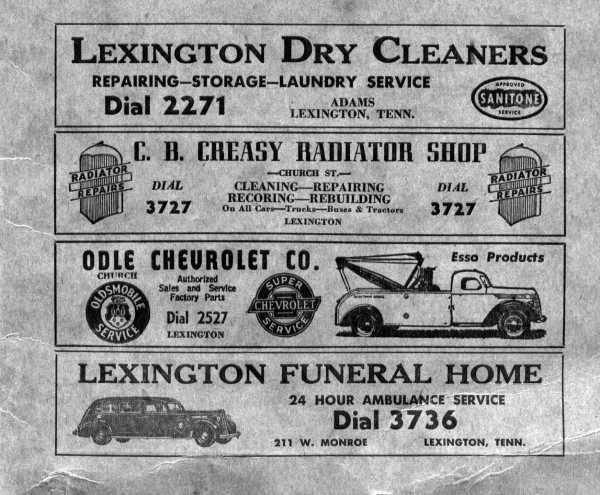 LEXINGTON DRY CLEANERS
REPAIRING—STORAGE—LAUNDRY SERVICE
Dial 2271
ADAMS
LEXINGTON, TENN.
APPROVED
SANITONE
SERVICE
C. B. CREASY RADIATOR SHOP
—CHURCH ST.—
RADIATOR
REPAIRS
DIAL
3727
CLEANING—REPAIRING
RECORING—REBUILDING
On All Cars—Trucks—Buses & Tractors
LEXINGTON
DIAL
3727
RADIATOR
REPAIRS
ODLE CHEVROLET CO.
CHURCH
OLDSMOBILE
SERVICE
Authorized
Sales and Service
Factory Parts
Dial 2527
LEXINGTON
SUPER
CHEVROLET
SERVICE
Esso Products
LEXINGTON FUNERAL HOME
24 HOUR AMBULANCE SERVICE
Dial 3736
211 W. MONROE LEXINGTON, TENN.